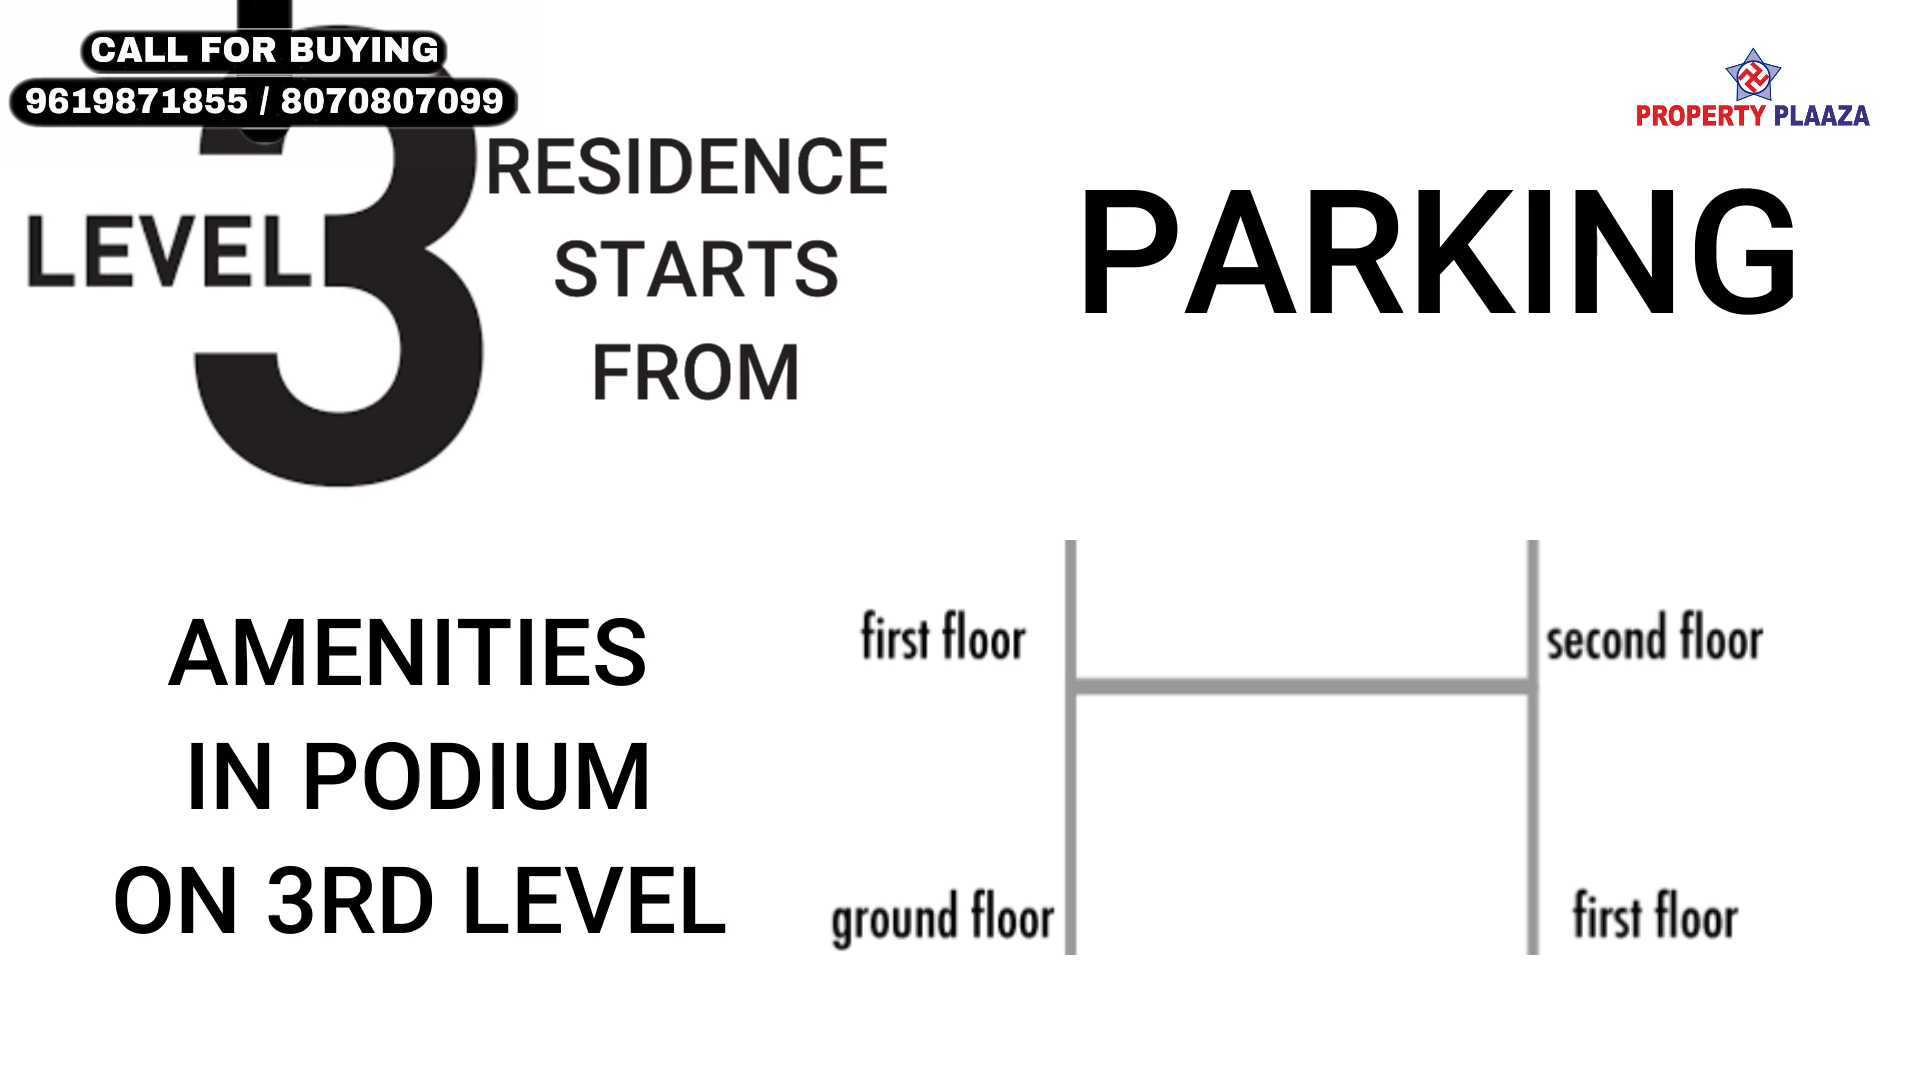 CALL FOR BUYING
9619871855 / 8070807099
PROPERTY PLAAZA
LEVEL 3
RESIDENCE
STARTS
FROM
PARKING
AMENITIES
IN PODIUM
ON 3RD LEVEL
first floor
second floor
ground floor
first floor